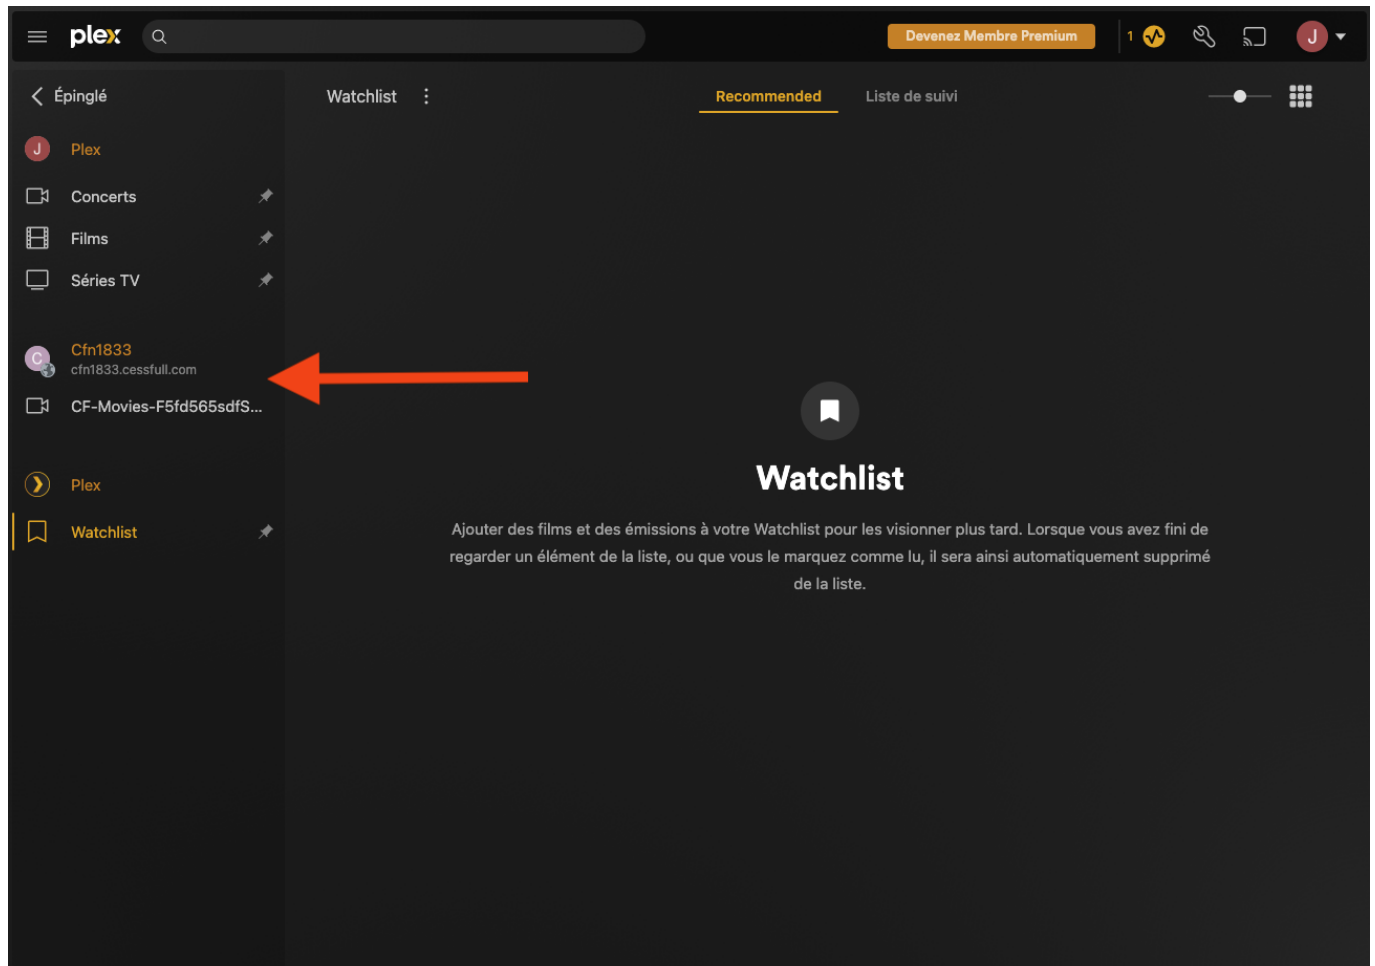 plex
Devenez Membre Premium
1
J
Épinglé
Watchlist
Recommended
Liste de suivi
J
Plex
Concerts
Films
Séries TV
C
Cfn1833
cfn1833.cessfull.com
CF-Movies-F5fd565sdfS...
Plex
Watchlist
Watchlist
Ajouter des films et des émissions à votre Watchlist pour les visionner plus tard. Lorsque vous avez fini de
regarder un élément de la liste, ou que vous le marquez comme lu, il sera ainsi automatiquement supprimé
de la liste.